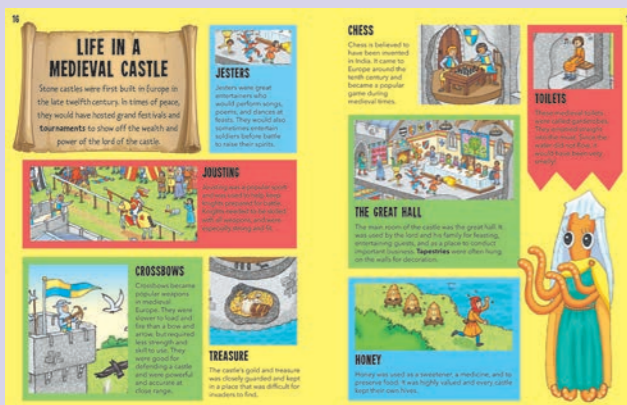 16
LIFE IN A
MEDIEVAL CASTLE
Stone castles were first built in Europe in
the late twelfth century. In times of peace,
they would have hosted grand festivals and
tournaments to show off the wealth and
power of the lord of the castle.
JESTERS
Jesters were great
entertainers who
would perform songs,
poems, and dances at
feasts. They would also
sometimes entertain
soldiers before battle
to raise their spirits.
JOUSTING
Jousting was a popular sport
CROSSBOWS
Crossbows became
popular weapons
in medieval
Europe. They were
slower to load and
fire than a bow and
arrow, but required
less strength and
skill to use. They
were good for
defending a castle
and were powerful
and accurate at
close range.
TREASURE
The castle's gold and treasure
was closely guarded and kept
in a place that was difficult for
invaders to find.
CHESS
Chess is believed to
have been invented
in India. It came to
Europe around the
tenth century and
became a popular
game during
medieval times.
TOILETS
THE GREAT HALL
The main room of the castle was the great hall. It
was used by the lord and his family for feasting,
entertaining guests, and as a place to conduct
important business. Tapestries were often hung
on the walls for decoration.
HONEY
Honey was used as a sweetener, a medicine, and to
preserve food. It was highly valued and every castle
kept their own hives.